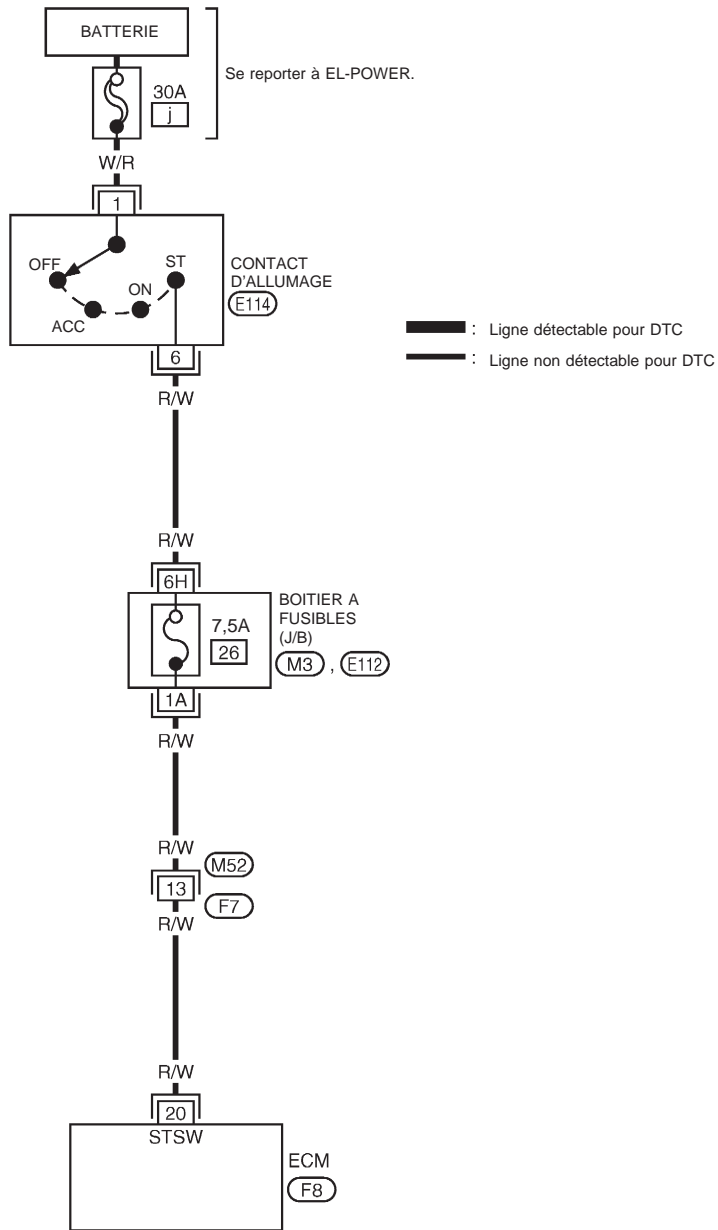 BATTERIE
Se reporter à EL-POWER.
30A
j
W/R
1
OFF
ST
ON
ACC
CONTACT
D'ALLUMAGE
E114
: Ligne détectable pour DTC
: Ligne non détectable pour DTC
6
R/W
R/W
6H
BOITIER A
FUSIBLES
(J/B)
7,5A
26
M3 , E112
1A
R/W
R/W
M52
13
F7
R/W
R/W
20
STSW
ECM
F8